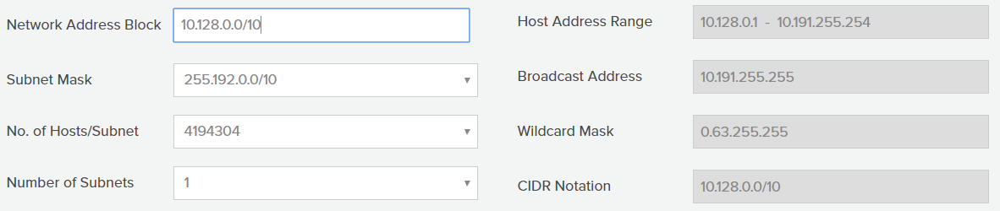 Network Address Block 10.128.0.0/10
Subnet Mask 255.192.0.0/10
No. of Hosts/Subnet 4194304
Number of Subnets 1
Host Address Range 10.128.0.1 - 10.191.255.254
Broadcast Address 10.191.255.255
Wildcard Mask 0.63.255.255
CIDR Notation 10.128.0.0/10